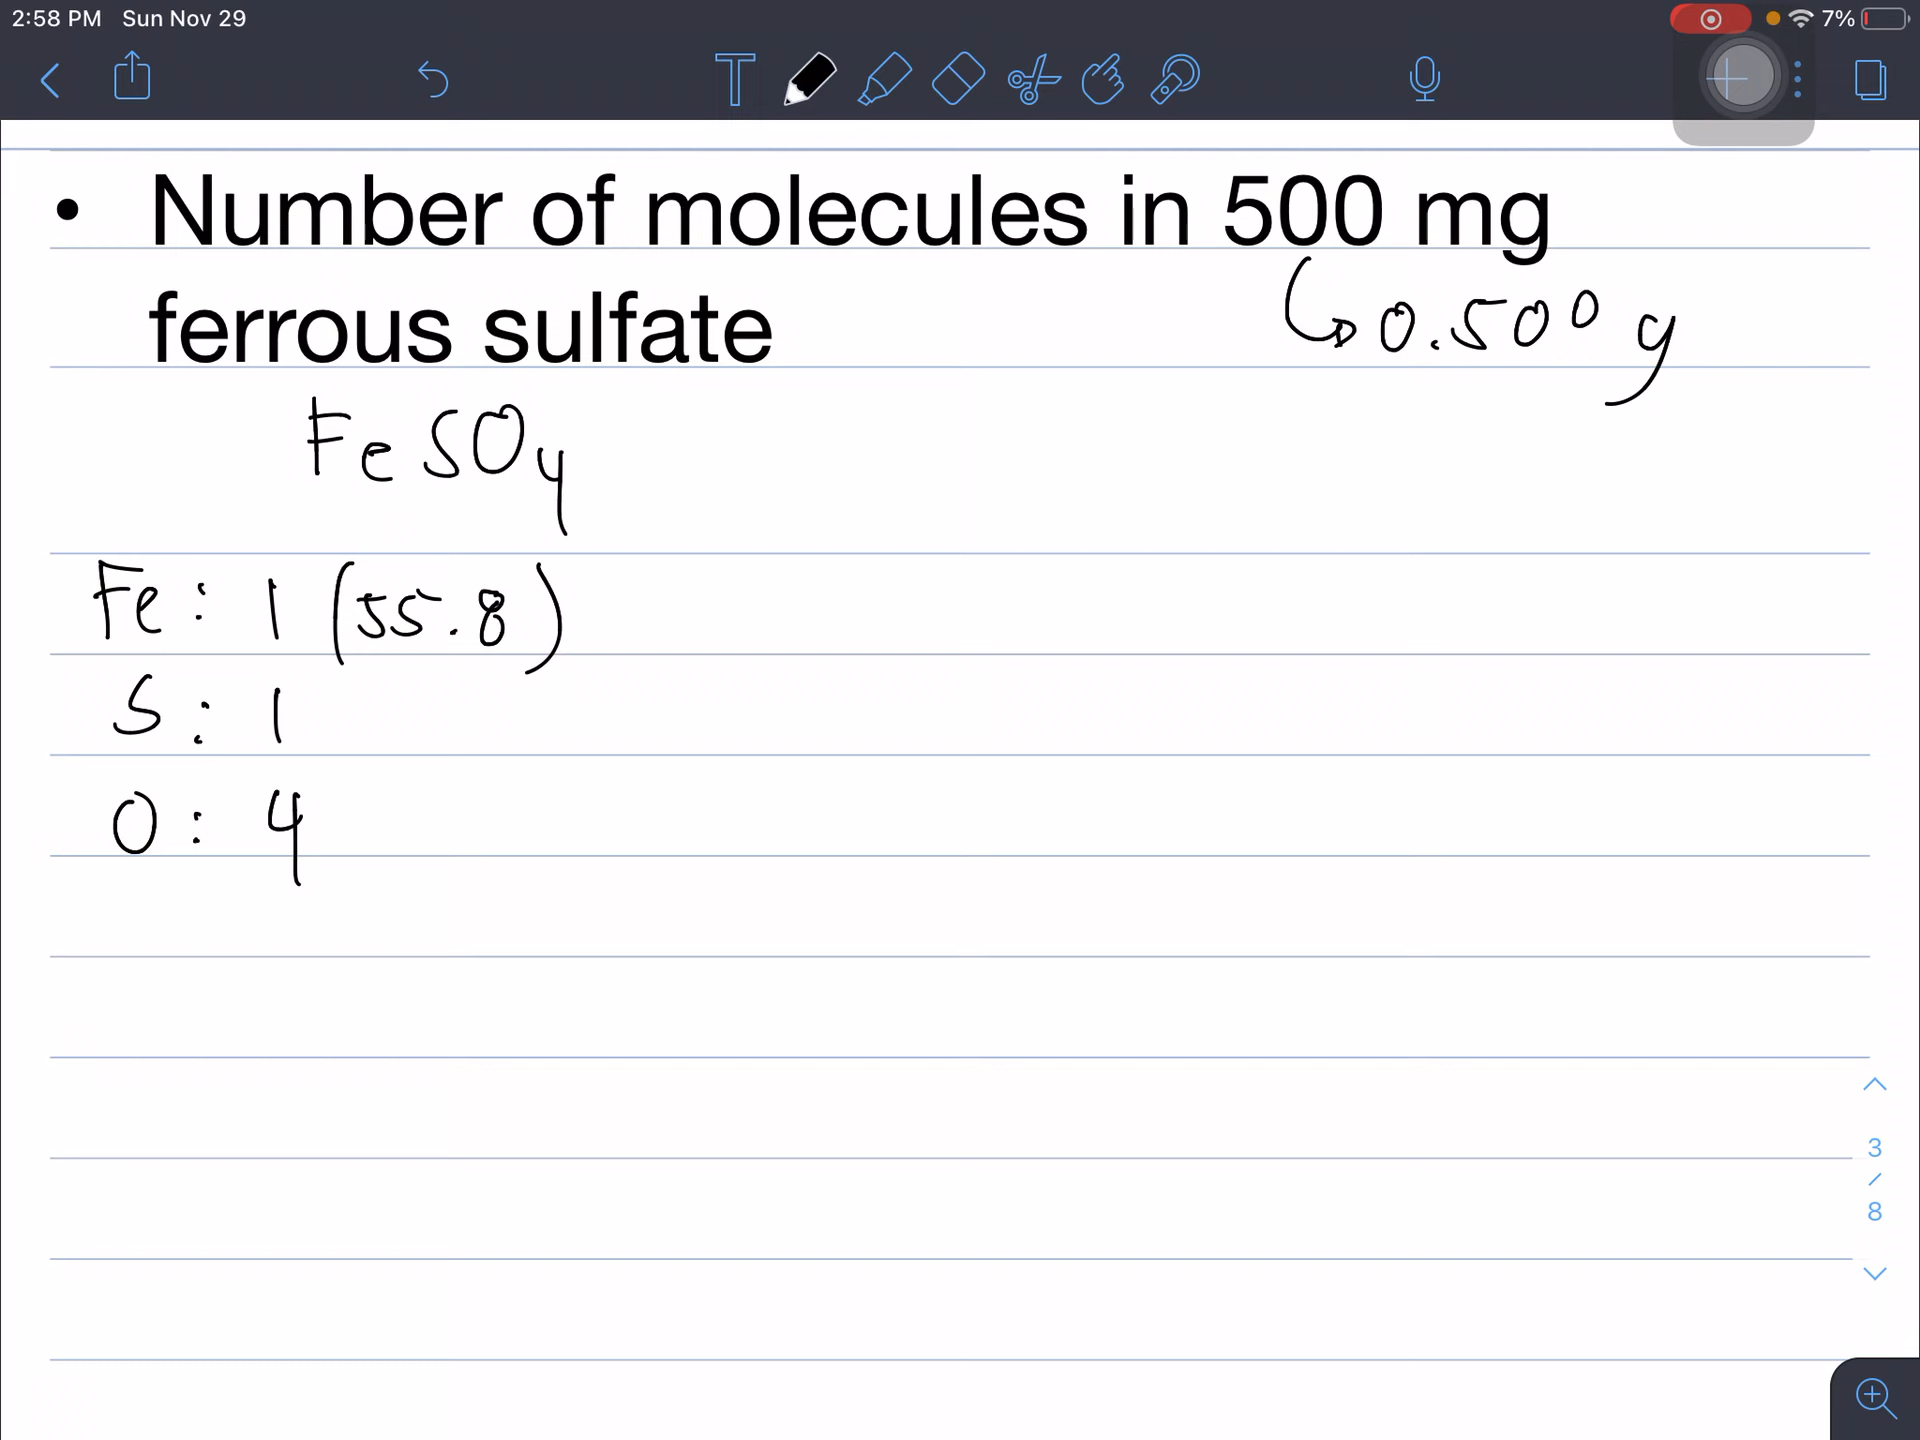 2:58 PM Sun Nov 29
7%
T
• Number of molecules in 500 mg
ferrous sulfate
0.500 g
FeSO4
Fe: 1 (55.8)
S: 1
O: 4
3
/
8